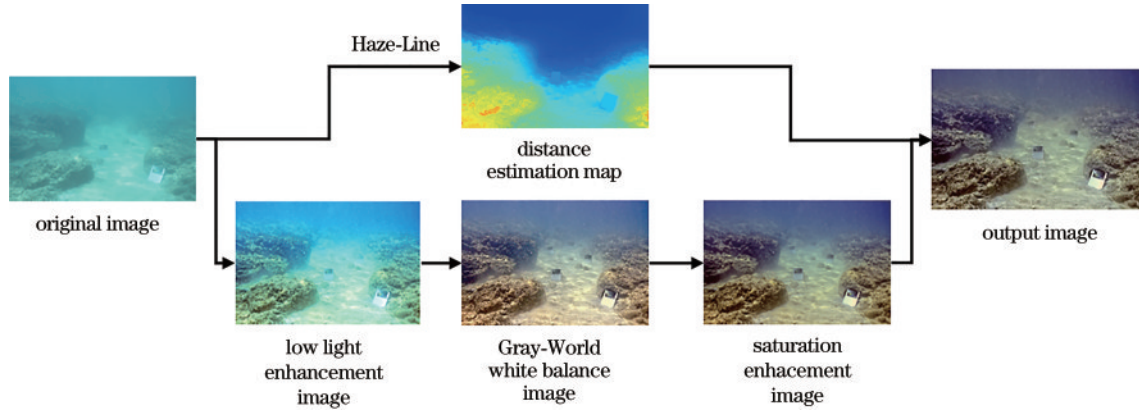 Haze-Line
distance
estimation map
original image
output image
low light
enhancement
image
Gray-World
white balance
image
saturation
enhacement
image